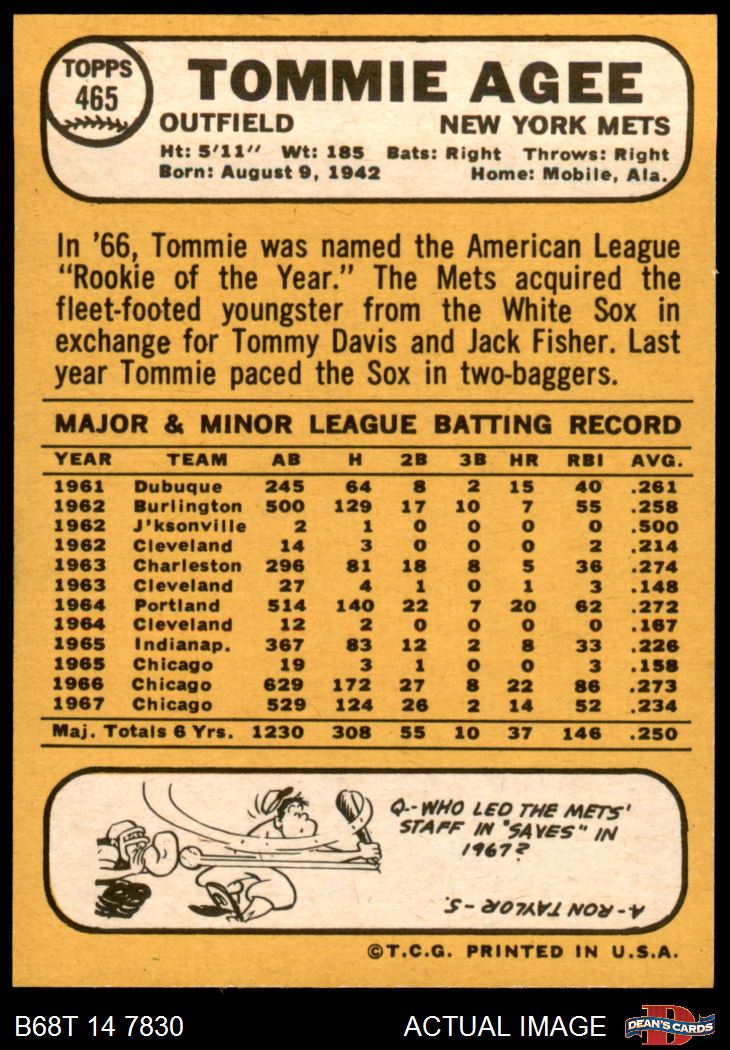 TOPPS
465
TOMMIE AGEE
OUTFIELD NEW YORK METS
Ht: 5'11" Wt: 185 Bats: Right Throws: Right
Born: August 9, 1942 Home: Mobile, Ala.
In '66, Tommie was named the American League
"Rookie of the Year." The Mets acquired the
fleet-footed youngster from the White Sox in
exchange for Tommy Davis and Jack Fisher. Last
year Tommie paced the Sox in two-baggers.
MAJOR & MINOR LEAGUE BATTING RECORD
YEAR TEAM AB H 2B 3B HR RBI AVG.
1961 Dubuque 245 64 8 2 15 40 .261
1962 Burlington 500 129 17 10 7 55 .258
1962 J'ksonville 2 1 0 0 0 0 .500
1962 Cleveland 14 3 0 0 0 2 .214
1963 Charleston 296 81 18 8 5 36 .274
1963 Cleveland 27 4 1 0 1 3 .148
1964 Portland 514 140 22 7 20 62 .272
1964 Cleveland 12 2 0 0 0 0 .167
1965 Indianap. 367 83 12 2 8 33 .226
1965 Chicago 19 3 1 0 0 3 .158
1966 Chicago 629 172 27 8 22 86 .273
1967 Chicago 529 124 26 2 14 52 .234
Maj. Totals 6 Yrs. 1230 308 55 10 37 146 .250
Q-- WHO LED THE METS'
STAFF IN "SAVES" IN
1967?
A- RON TAYLOR - 5.
©T.C.G. PRINTED IN U.S.A.
B68T 14 7830 ACTUAL IMAGE D DEAN'S CARDS